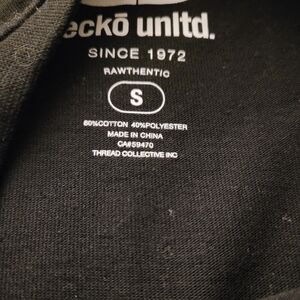 eckō unltd.
SINCE 1972
RAWTHENTIC
S
60%COTTON 40%POLYESTER
MADE IN CHINA
CA#59470
THREAD COLLECTIVE INC